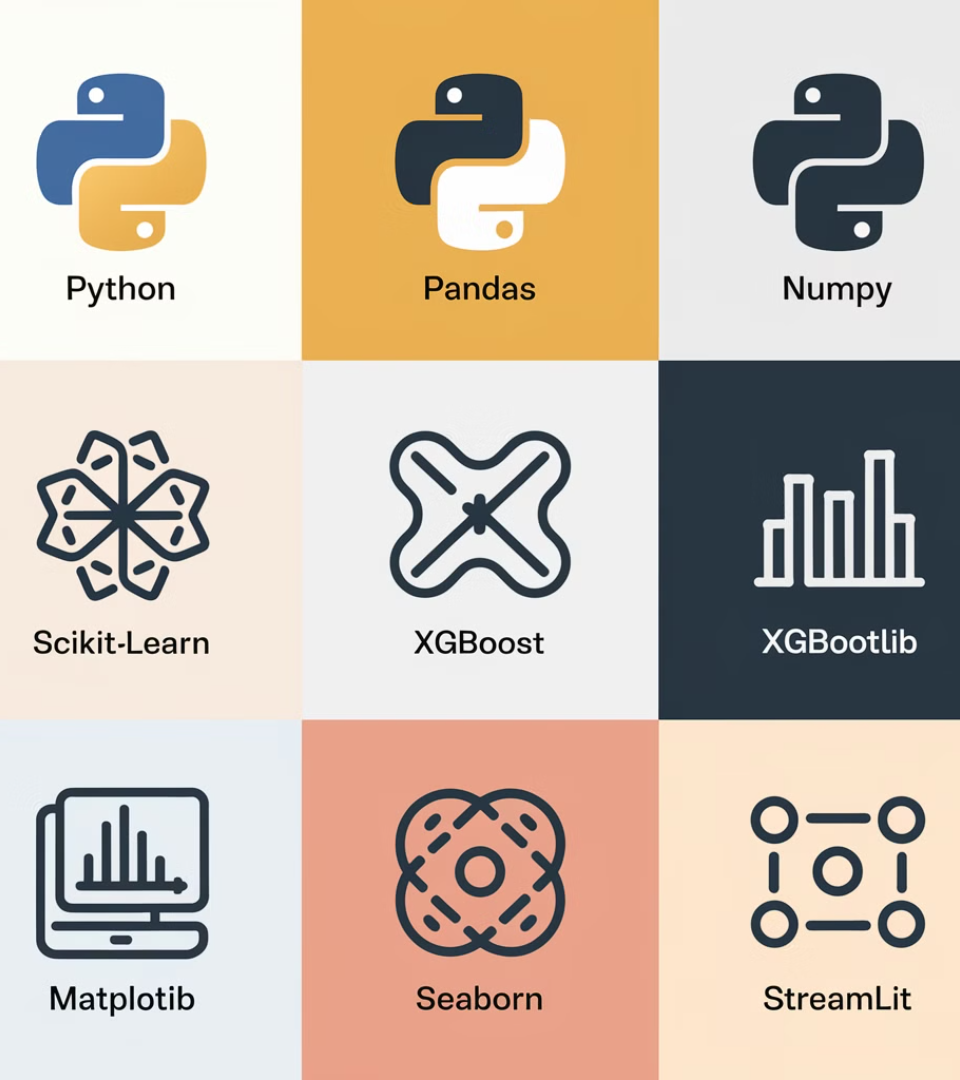 Python
Pandas
Numpy
Scikit-Learn
XGBoost
XGBootlib
Matplotib
Seaborn
StreamLit